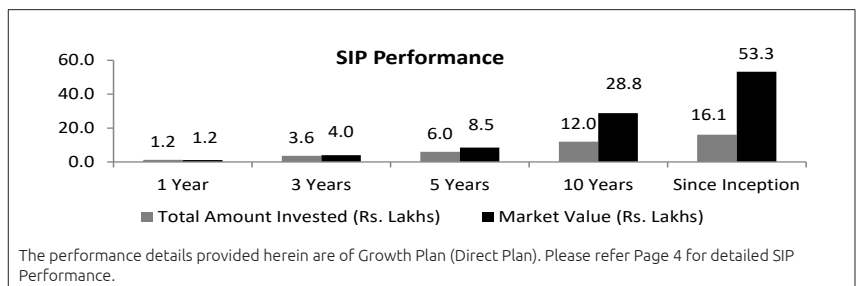 SIP Performance
60.0
40.0
20.0
0.0
1.2 1.2
3.6 4.0
6.0 8.5
12.0 28.8
16.1 53.3
1 Year 3 Years 5 Years 10 Years Since Inception
Total Amount Invested (Rs. Lakhs) Market Value (Rs. Lakhs)
The performance details provided herein are of Growth Plan (Direct Plan). Please refer Page 4 for detailed SIP
Performance.